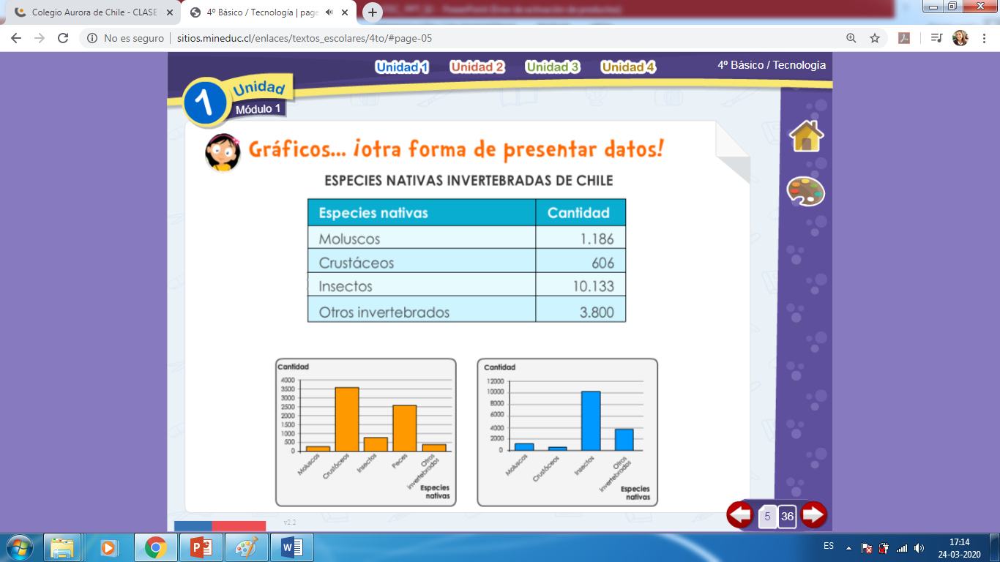 Colegio Aurora de Chile - CLASE
4º Básico / Tecnología | page
No es seguro | sitios.mineduc.cl/enlaces/textos_escolares/4to/#page-05
Unidad 1 Unidad 2 Unidad 3 Unidad 4 4º Básico / Tecnología
1 Unidad
Módulo 1
Gráficos... ¡otra forma de presentar datos!
ESPECIES NATIVAS INVERTEBRADAS DE CHILE
Especies nativas Cantidad
Moluscos 1.186
Crustáceos 606
Insectos 10.133
Otros invertebrados 3.800
Cantidad
4000
3500
3000
2500
2000
1500
1000
500
0
Moluscos Crustáceos Insectos Peces Otros invertebrados
Especies
nativas
Cantidad
12000
10000
8000
6000
4000
2000
0
Moluscos Crustáceos Insectos Otros invertebrados
Especies
nativas
5 36
v2.2
ES
17:14
24-03-2020